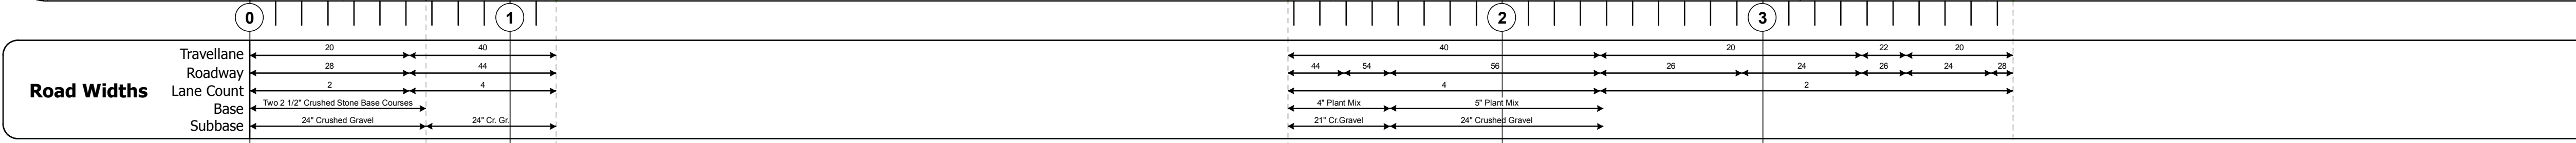 0 1 2 3
Road Widths
Travellane 20 40 40 20 22 20
Roadway 28 44 44 54 56 26 24 26 24 28
Lane Count 2 4 4 2
Base Two 2 1/2" Crushed Stone Base Courses 4" Plant Mix 5" Plant Mix
Subbase 24" Crushed Gravel 24" Cr. Gr. 21" Cr.Gravel 24" Crushed Gravel